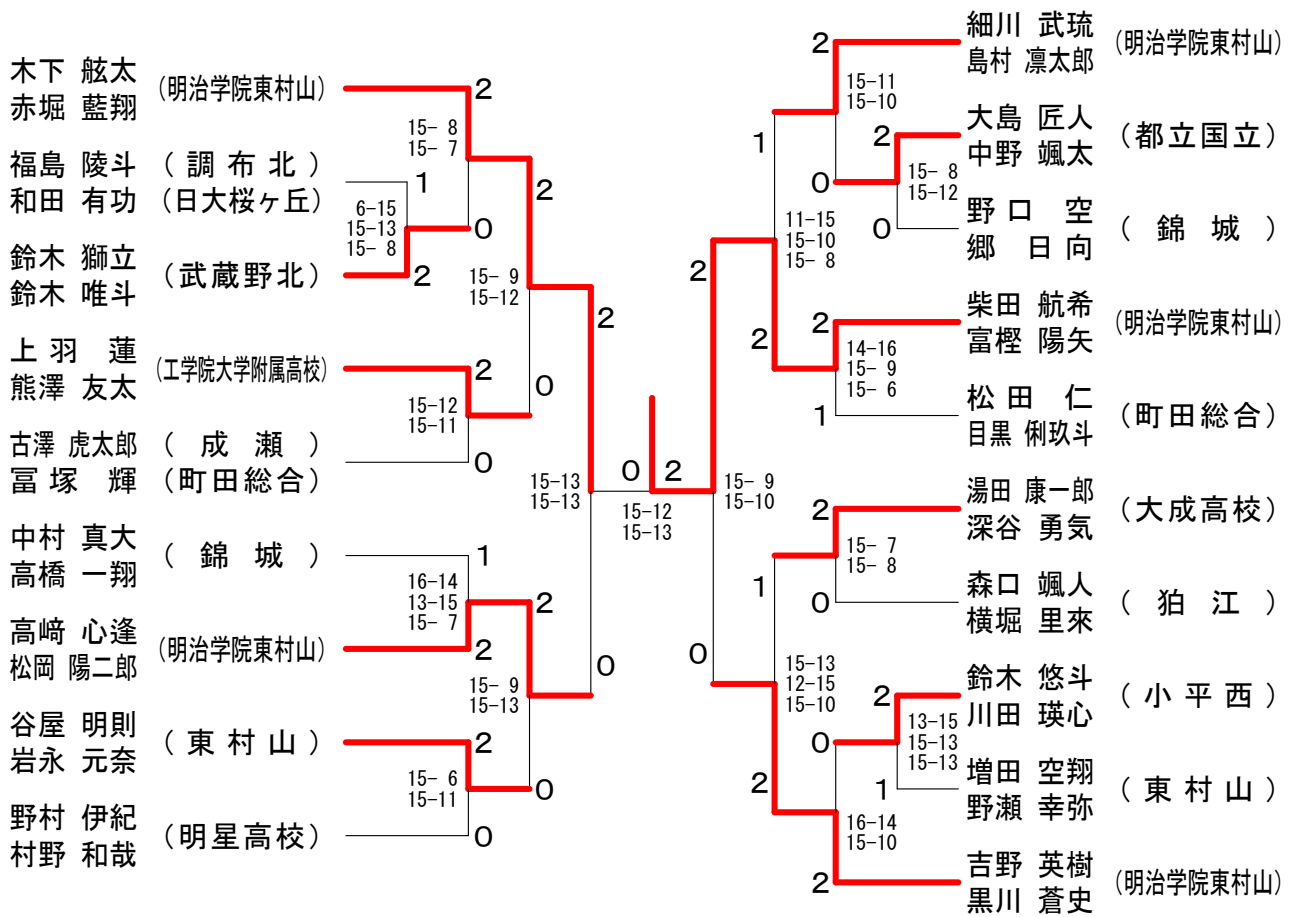 木下 舷太
赤堀 藍翔
(明治学院東村山)
2
15- 8
15- 7
福島 陵斗 (調布北)
和田 有功 (日大桜ヶ丘)
1
6-15
15-13
15- 8
0
2
鈴木 獅立
鈴木 唯斗
(武蔵野北)
2
15- 9
15-12
2
上羽 蓮
熊澤 友太
(工学院大学附属高校)
2
15-12
15-11
0
古澤 虎太郎 (成瀬)
冨塚 輝 (町田総合)
0
15-13
15-13
中村 真大
高橋 一翔
(錦城)
1
16-14
13-15
15- 7
2
高﨑 心逢
松岡 陽二郎
(明治学院東村山)
2
15- 9
15-13
0
谷屋 明則
岩永 元奈
(東村山)
2
15- 6
15-11
0
野村 伊紀
村野 和哉
(明星高校)
0
0
2
15-12
15-13
細川 武琉
島村 凛太郎
(明治学院東村山)
2
15-11
15-10
1
大島 匠人
中野 颯太
(都立国立)
2
0
15- 8
15-12
野口 空
郷 日向
(錦城)
0
11-15
15-10
15- 8
2
柴田 航希
富樫 陽矢
(明治学院東村山)
2
2
14-16
15- 9
15- 6
松田 仁
目黒 俐玖斗
(町田総合)
1
15- 9
15-10
湯田 康一郎
深谷 勇気
(大成高校)
2
15- 7
15- 8
1
森口 颯人
横堀 里來
(狛江)
0
0
15-13
12-15
15-10
鈴木 悠斗
川田 瑛心
(小平西)
2
0
13-15
15-13
15-13
増田 空翔
野瀬 幸弥
(東村山)
1
2
16-14
15-10
吉野 英樹
黒川 蒼史
(明治学院東村山)
2